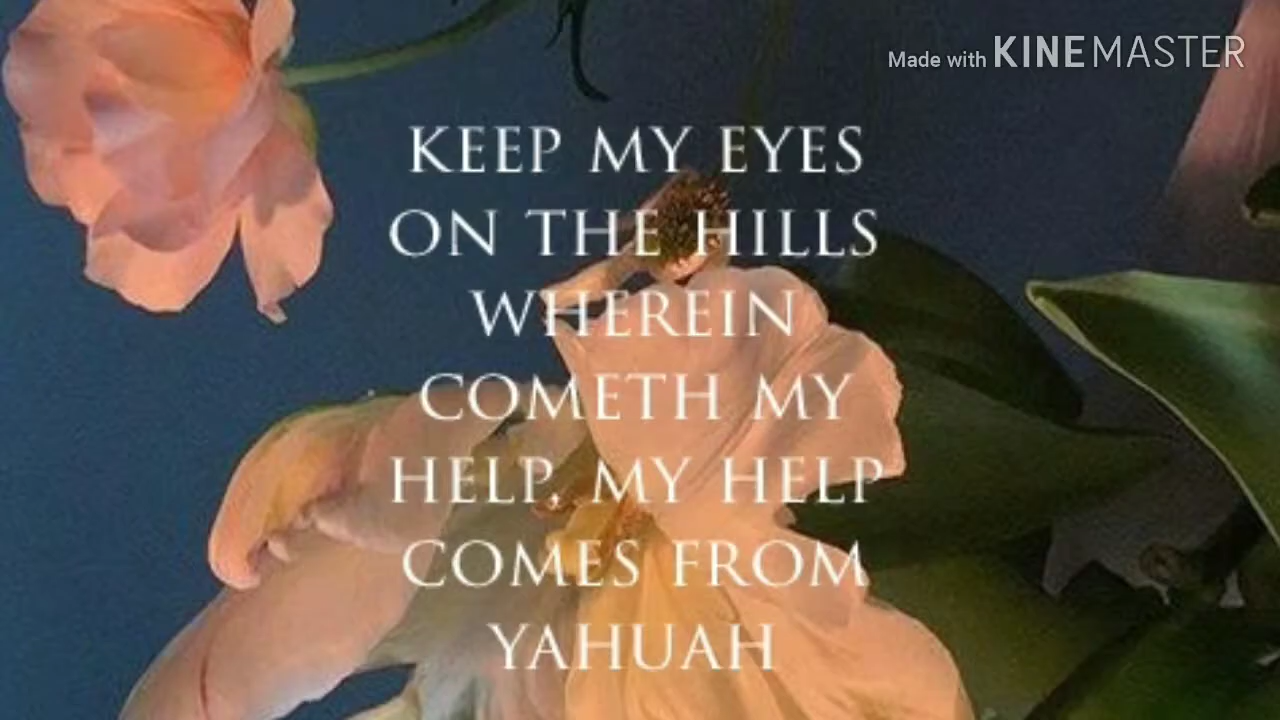 Made with KINEMASTER
KEEP MY EYES
ON THE HILLS
WHEREIN
COMETH MY
HELP, MY HELP
COMES FROM
YAHUAH